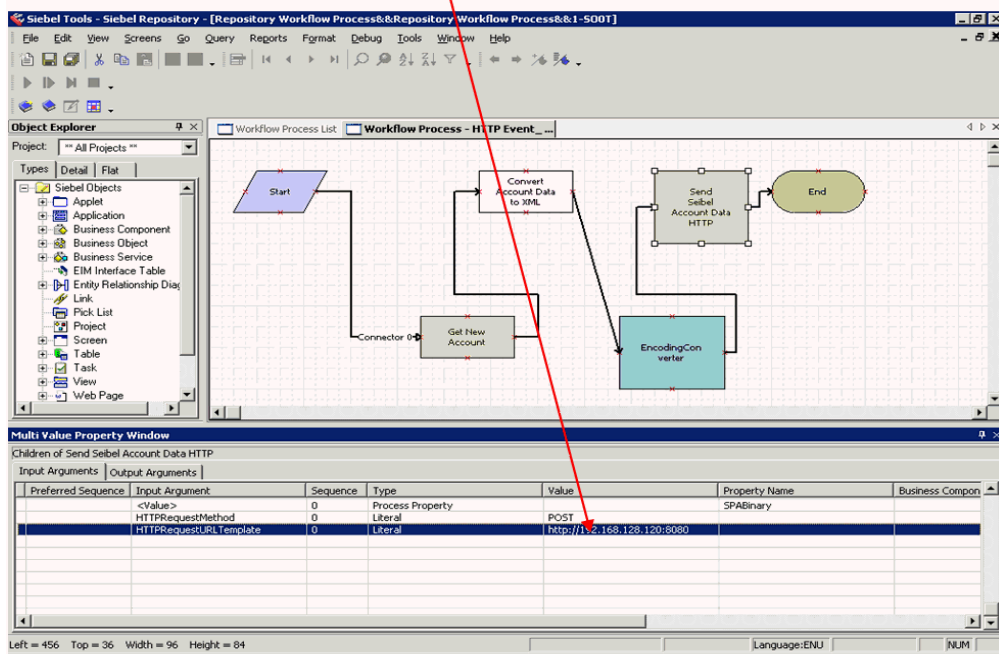 Siebel Tools - Siebel Repository - [Repository Workflow Process&&Repository Workflow Process&&1-SO0T]
File Edit View Screens Go Query Reports Format Debug Tools Window Help
Object Explorer
Project: ** All Projects **
Types Detail Flat
Siebel Objects
Applet
Application
Business Component
Business Object
Business Service
EIM Interface Table
Entity Relationship Diag
Link
Pick List
Project
Screen
Table
Task
View
Web Page
Workflow Process List Workflow Process - HTTP Event_ ...
Start
Convert
Account Data
to XML
Send
Seibel
Account Data
HTTP
End
Connector 0
Get New
Account
EncodingCon
verter
Multi Value Property Window
Children of Send Seibel Account Data HTTP
Input Arguments Output Arguments
Preferred Sequence Input Argument Sequence Type Value Property Name Business Compon
<Value> 0 Process Property SPABinary
HTTPRequestMethod 0 Literal POST
HTTPRequestURLTemplate 0 Literal http://192.168.128.120:8080
Left = 456 Top = 36 Width = 96 Height = 84 Language:ENU NUM